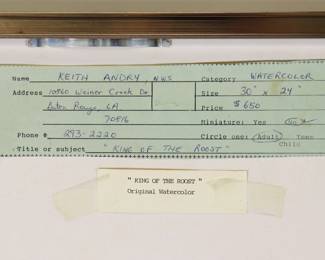 Name KEITH ANDRY, N.W.S Category WATERCOLOR
Address 10860 Weiner Creek Dr Size 30" x 24"
Baton Rouge, LA Price $650
70816 Miniature: Yes No
Phone # 293-2220 Circle one: Adult Teen
Child
Title or subject "KING OF THE ROOST"
" KING OF THE ROOST "
Original Watercolor